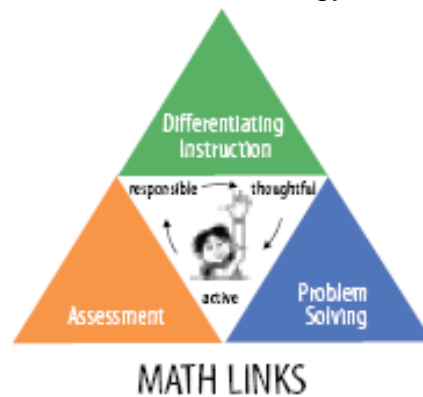 Differentiating
Instruction
responsible thoughtful
active
Assessment
Problem
Solving
MATH LINKS